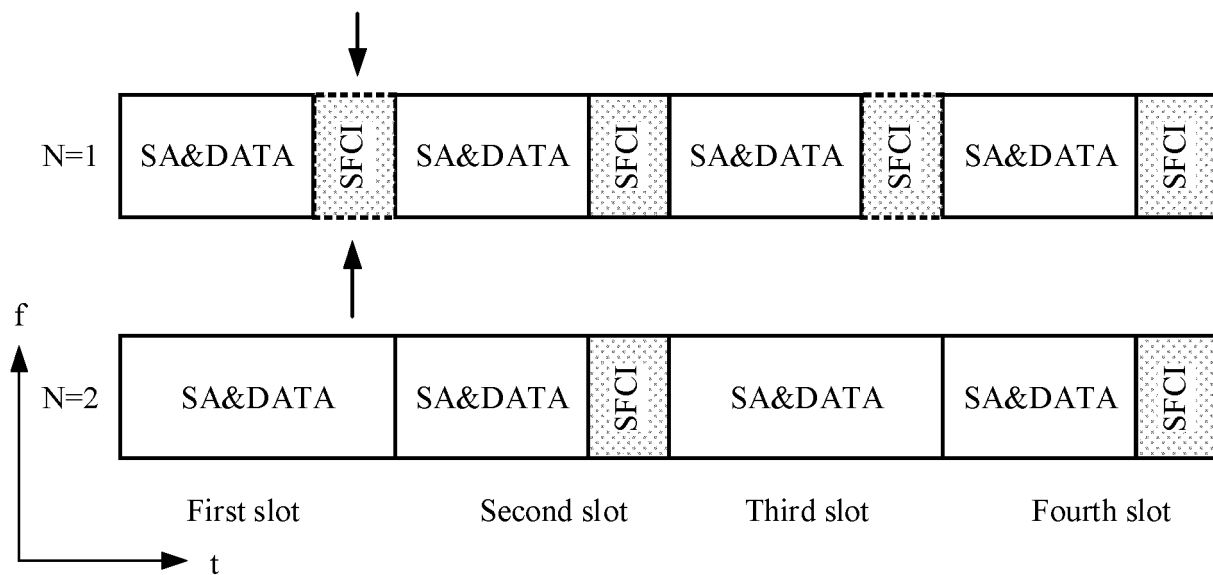 N=1 SA&DATA SFCI SA&DATA SFCI SA&DATA SFCI SA&DATA SFCI
f
N=2 SA&DATA SA&DATA SFCI SA&DATA SA&DATA SFCI
First slot Second slot Third slot Fourth slot
t